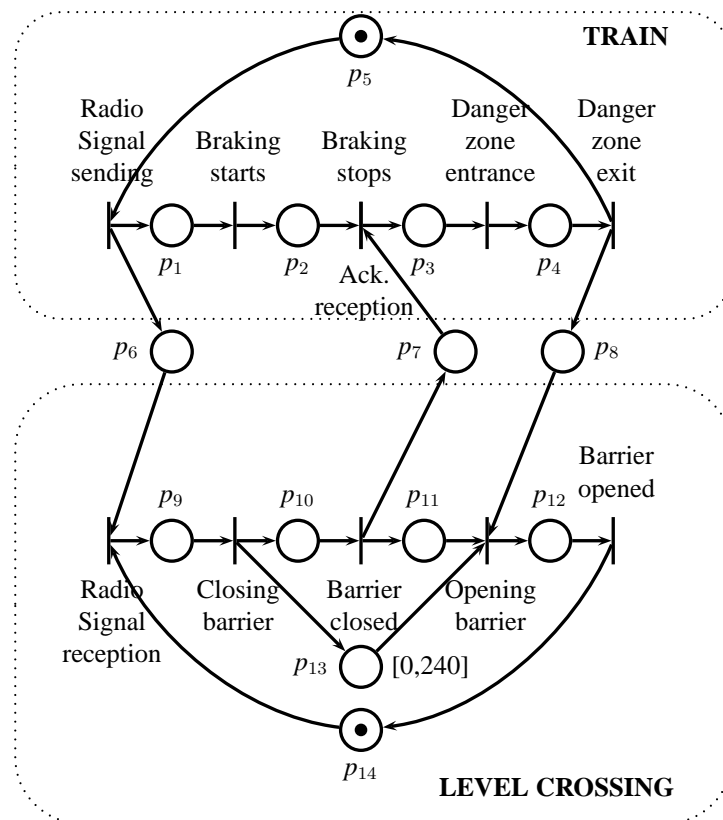 TRAIN
p5
Radio
Signal
sending
Braking
starts
Braking
stops
Danger
zone
entrance
Danger
zone
exit
p1
p2
p3
p4
Ack.
reception
p6
p7
p8
Barrier
opened
p9
p10
p11
p12
Radio
Signal
reception
Closing
barrier
Barrier
closed
Opening
barrier
p13
[0,240]
p14
LEVEL CROSSING